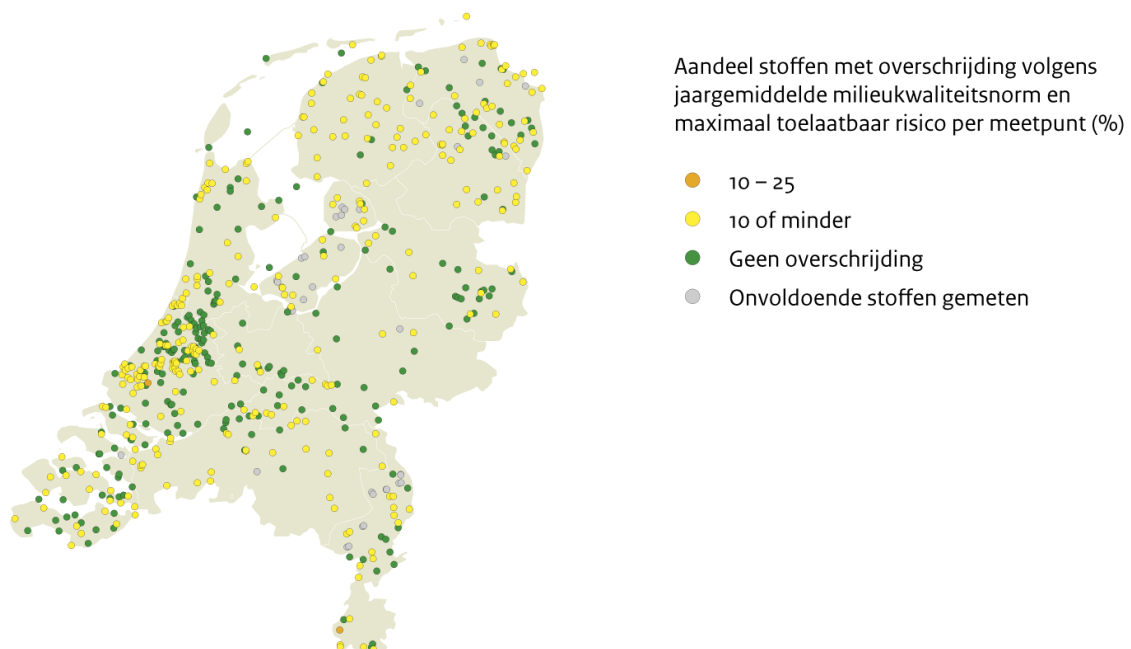 Aandeel stoffen met overschrijding volgens
jaargemiddelde milieukwaliteitsnorm en
maximaal toelaatbaar risico per meetpunt (%)
10 – 25
10 of minder
Geen overschrijding
Onvoldoende stoffen gemeten